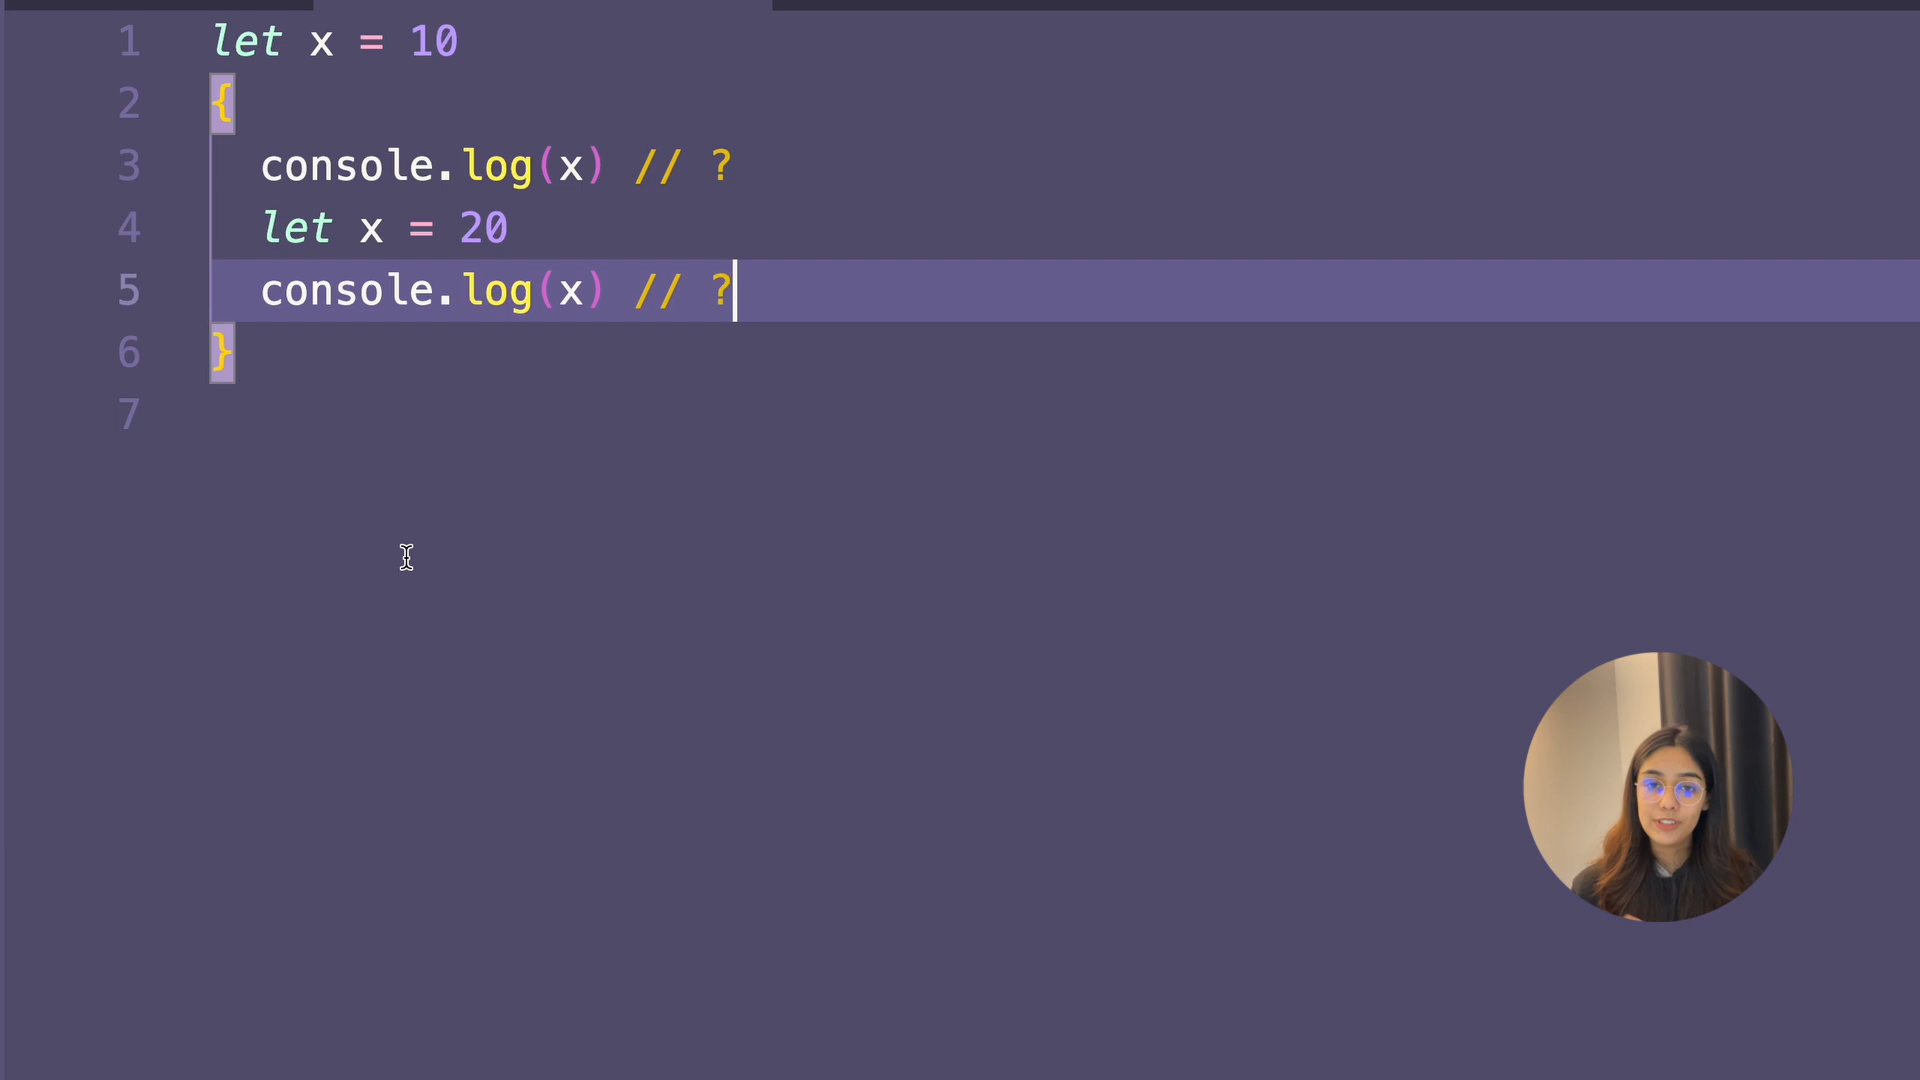 1 let x = 10
2 {
3 console.log(x) // ?
4 let x = 20
5 console.log(x) // ?
6 }
7